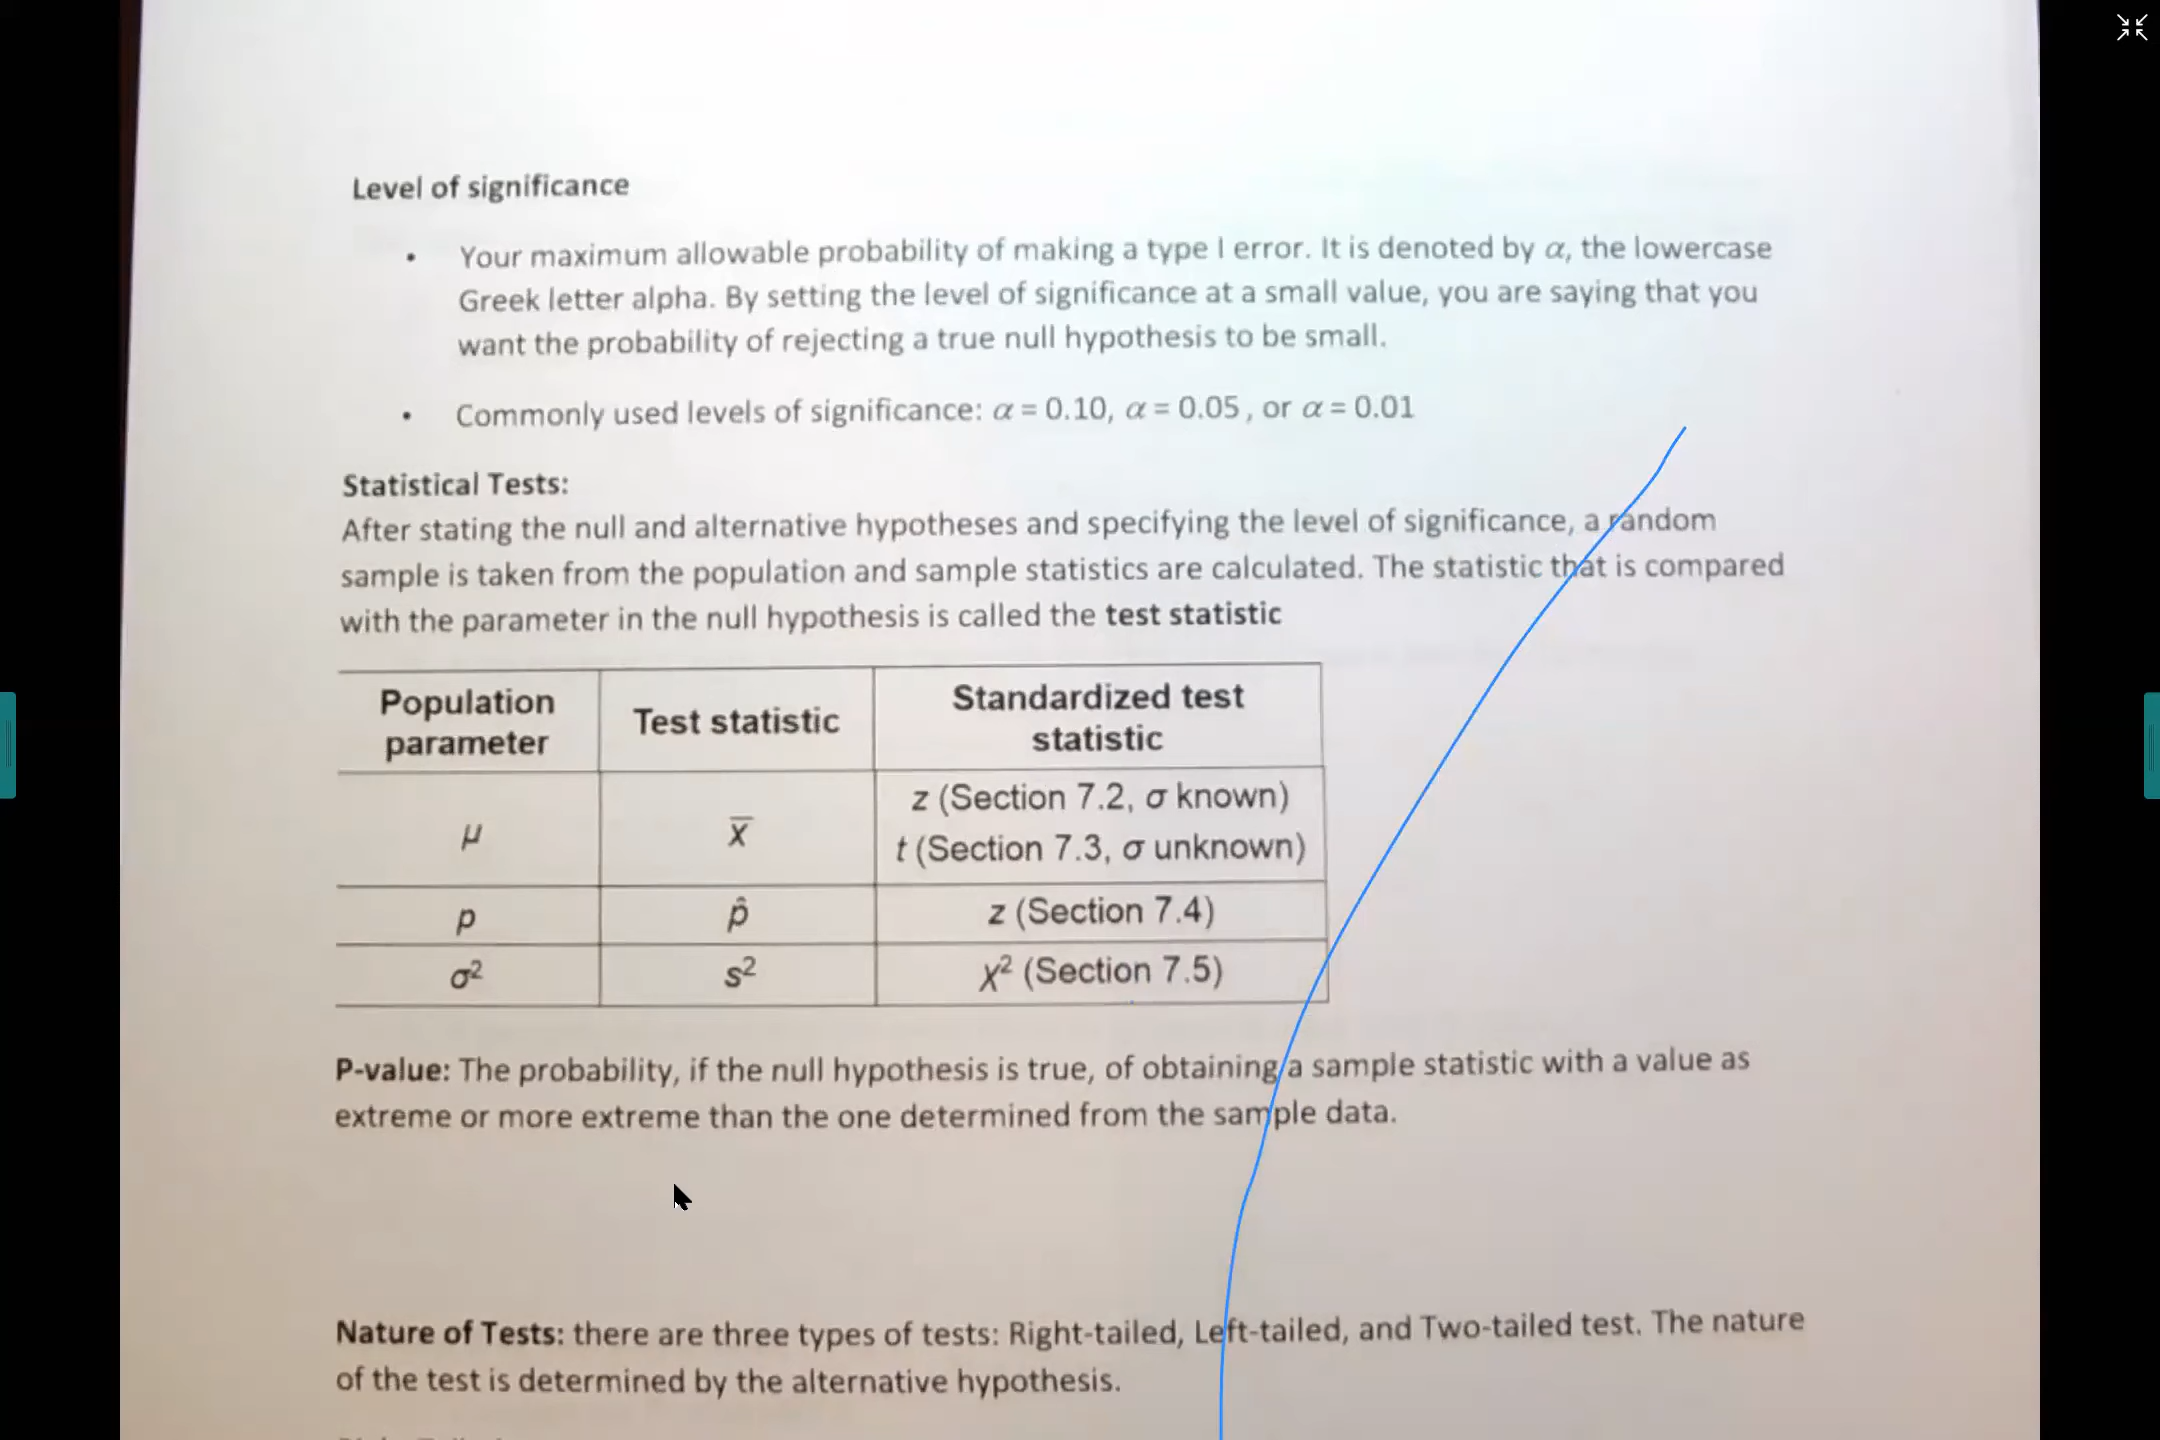 Level of significance
• Your maximum allowable probability of making a type I error. It is denoted by α, the lowercase
Greek letter alpha. By setting the level of significance at a small value, you are saying that you
want the probability of rejecting a true null hypothesis to be small.
• Commonly used levels of significance: α = 0.10, α = 0.05, or α = 0.01
Statistical Tests:
After stating the null and alternative hypotheses and specifying the level of significance, a random
sample is taken from the population and sample statistics are calculated. The statistic that is compared
with the parameter in the null hypothesis is called the test statistic
Population parameter Test statistic Standardized test statistic
μ x̅ z (Section 7.2, σ known)
t (Section 7.3, σ unknown)
p p̂ z (Section 7.4)
σ² s² χ² (Section 7.5)
P-value: The probability, if the null hypothesis is true, of obtaining a sample statistic with a value as
extreme or more extreme than the one determined from the sample data.
Nature of Tests: there are three types of tests: Right-tailed, Left-tailed, and Two-tailed test. The nature
of the test is determined by the alternative hypothesis.